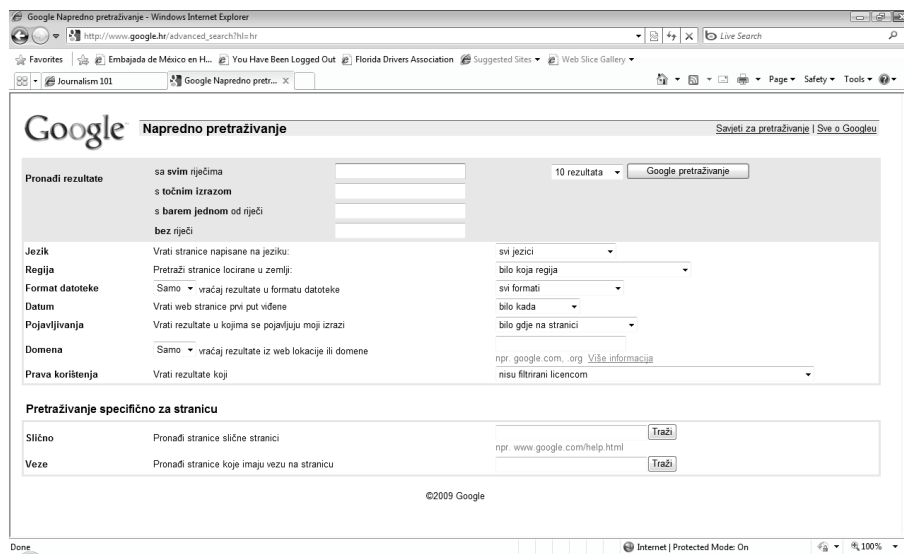 Google Napredno pretraživanje - Windows Internet Explorer
http://www.google.hr/advanced_search?hl=hr Live Search
Favorites Embajada de México en H... You Have Been Logged Out Florida Drivers Association Suggested Sites Web Slice Gallery
Journalism 101 Google Napredno pretr... X Page Safety Tools
Google Napredno pretraživanje Savjeti za pretraživanje | Sve o Googleu
Pronađi rezultate sa svim riječima 10 rezultata Google pretraživanje
s točnim izrazom
s barem jednom od riječi
bez riječi
Jezik Vrati stranice napisane na jeziku: svi jezici
Regija Pretraži stranice locirane u zemlji: bilo koja regija
Format datoteke Samo vraćaj rezultate u formatu datoteke svi formati
Datum Vrati web stranice prvi put viđene bilo kada
Pojavljivanja Vrati rezultate u kojima se pojavljuju moji izrazi bilo gdje na stranici
Domena Samo vraćaj rezultate iz web lokacije ili domene
npr. google.com, .org Više informacija
Prava korištenja Vrati rezultate koji nisu filtrirani licencom
Pretraživanje specifično za stranicu
Slično Pronađi stranice slične stranici Traži
npr. www.google.com/help.html
Veze Pronađi stranice koje imaju vezu na stranicu Traži
©2009 Google
Done Internet | Protected Mode: On 100%